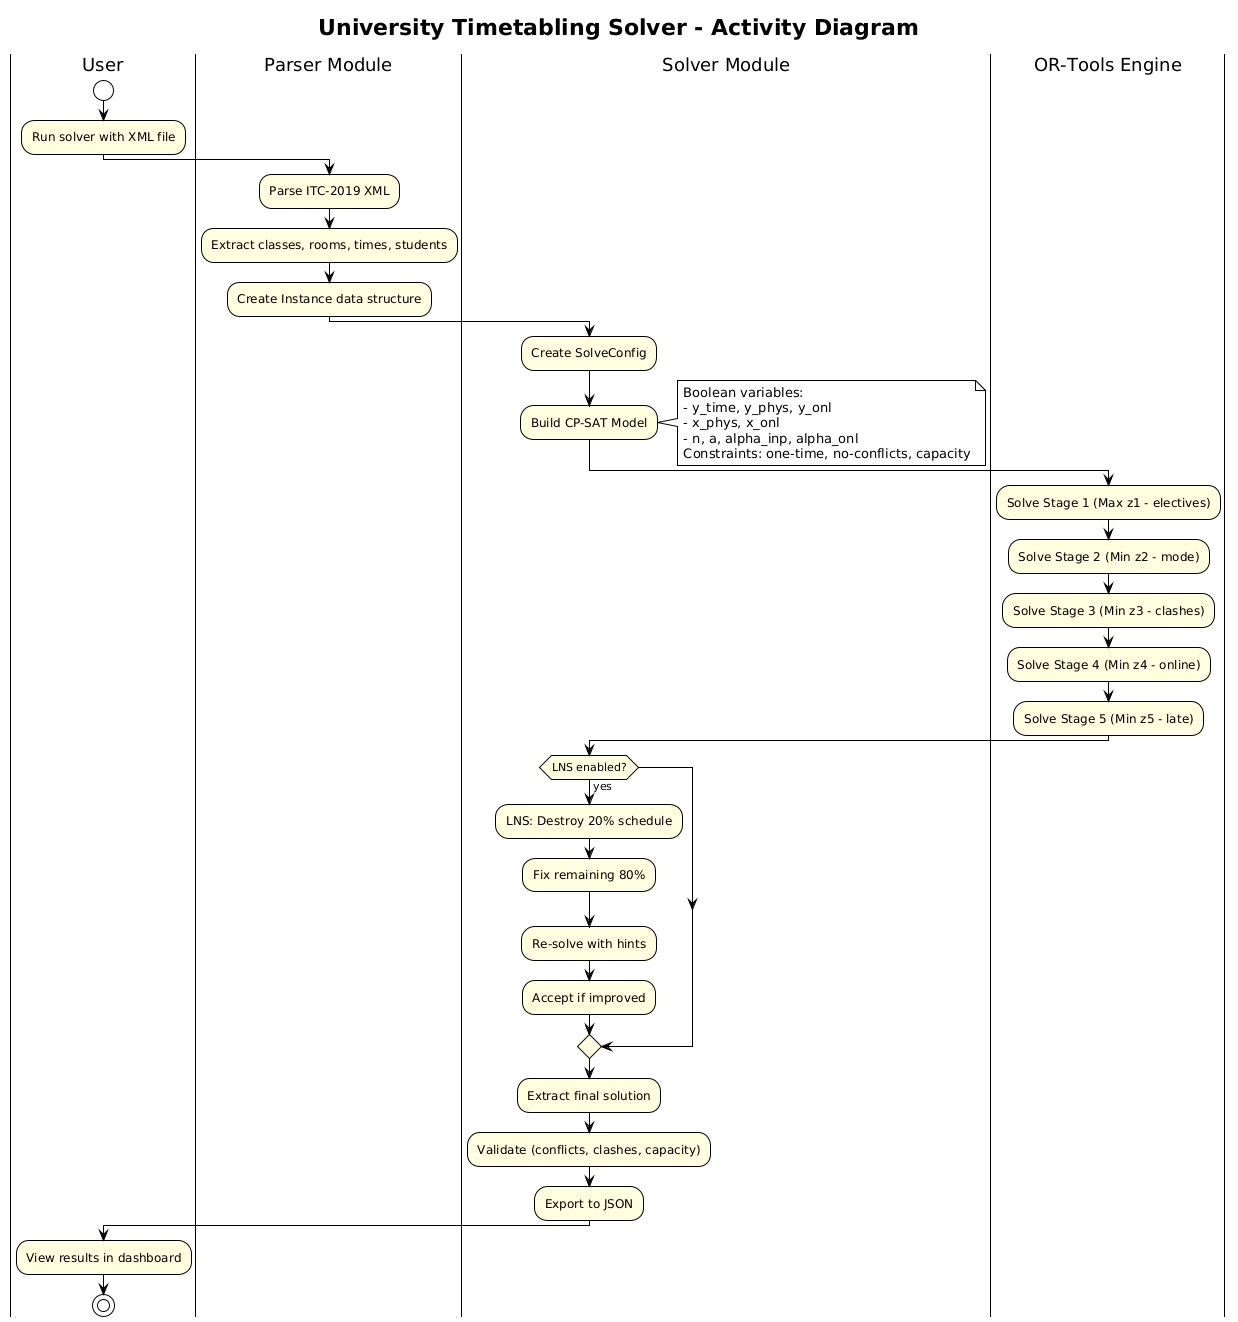 University Timetabling Solver - Activity Diagram
User
Parser Module
Solver Module
OR-Tools Engine
Run solver with XML file
Parse ITC-2019 XML
Extract classes, rooms, times, students
Create Instance data structure
Create SolveConfig
Build CP-SAT Model
Boolean variables:
- y_time, y_phys, y_onl
- x_phys, x_onl
- n, a, alpha_inp, alpha_onl
Constraints: one-time, no-conflicts, capacity
Solve Stage 1 (Max z1 - electives)
Solve Stage 2 (Min z2 - mode)
Solve Stage 3 (Min z3 - clashes)
Solve Stage 4 (Min z4 - online)
Solve Stage 5 (Min z5 - late)
LNS enabled?
yes
LNS: Destroy 20% schedule
Fix remaining 80%
Re-solve with hints
Accept if improved
Extract final solution
Validate (conflicts, clashes, capacity)
Export to JSON
View results in dashboard